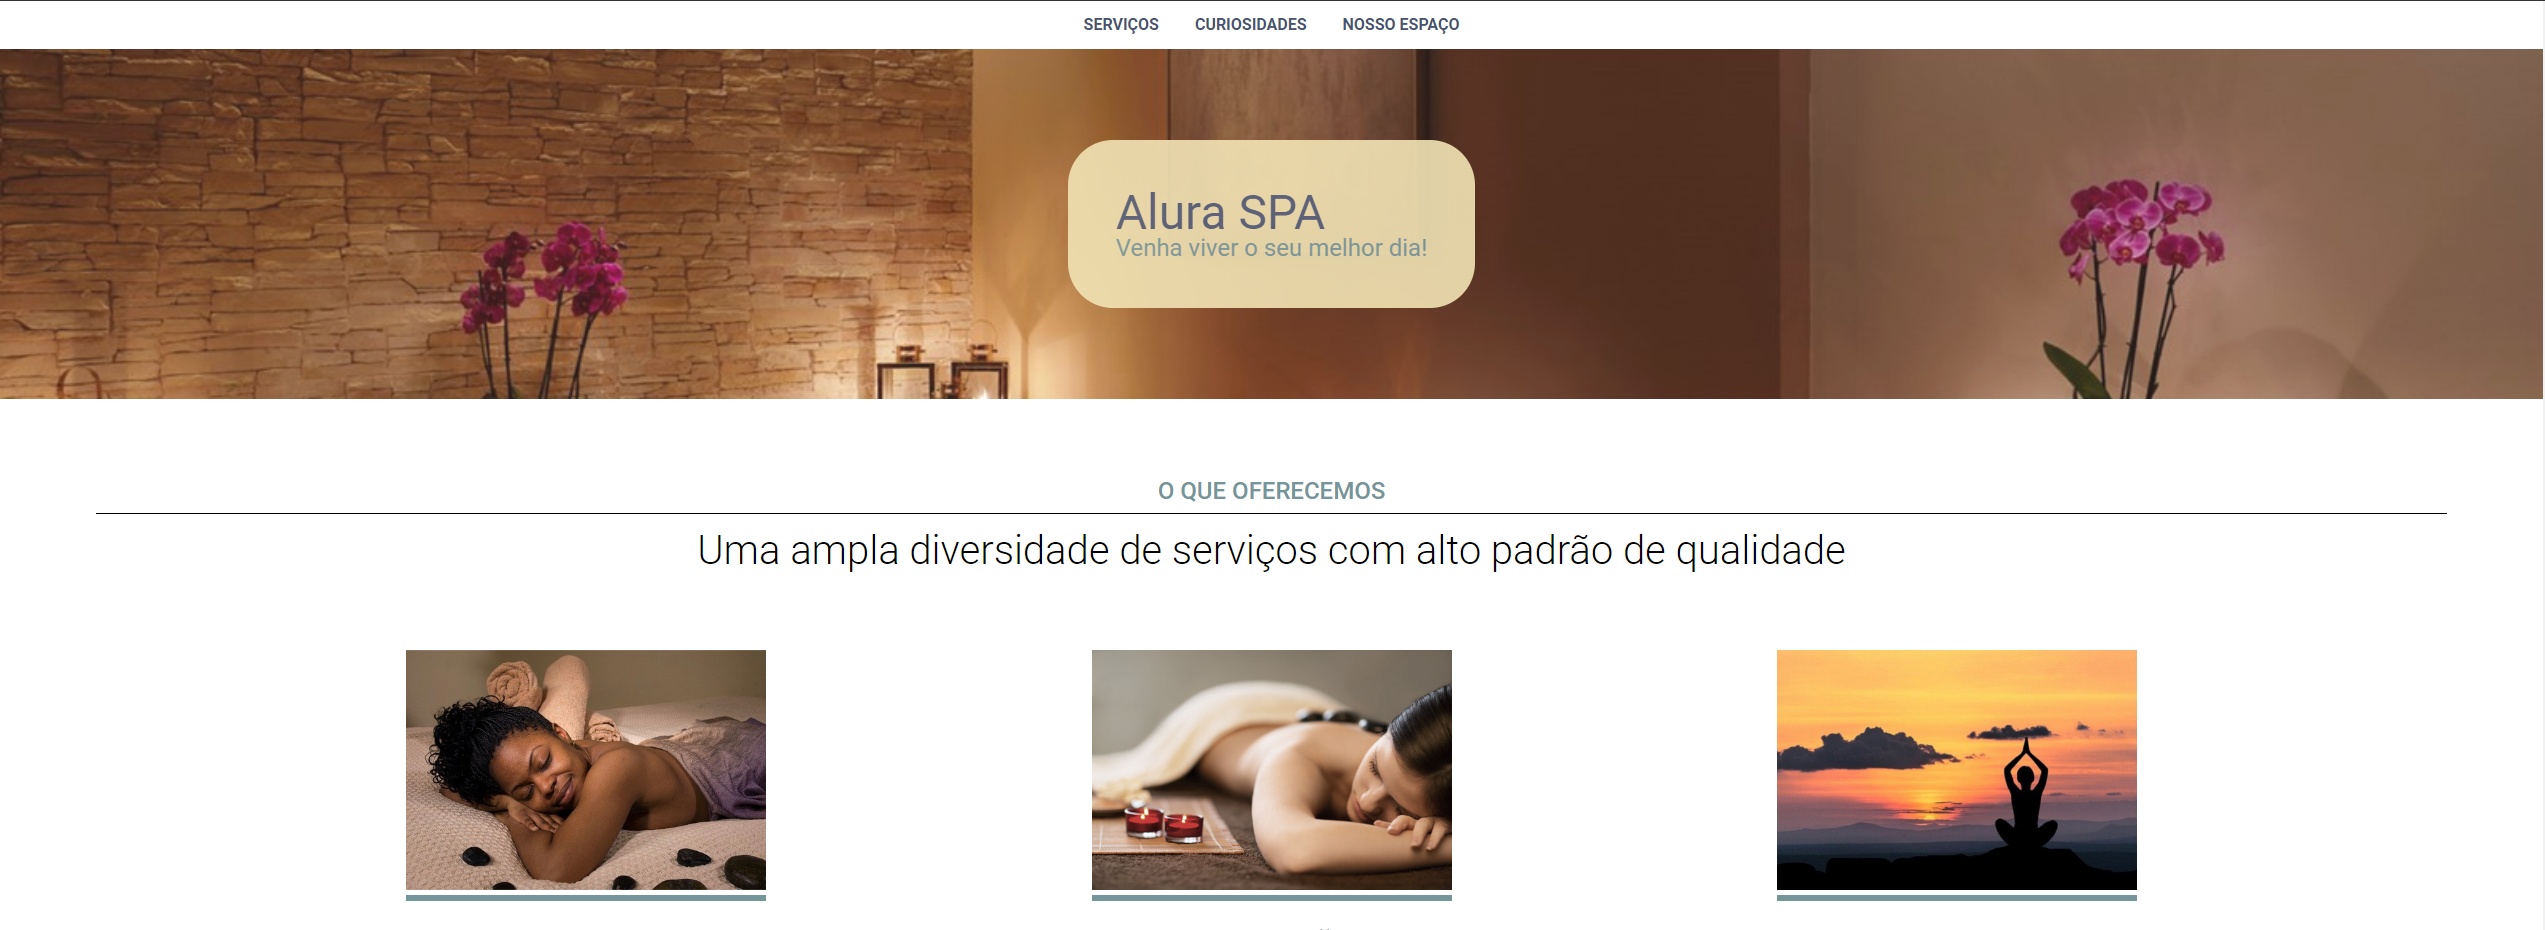 SERVIÇOS CURIOSIDADES NOSSO ESPAÇO
Alura SPA
Venha viver o seu melhor dia!
O QUE OFERECEMOS
Uma ampla diversidade de serviços com alto padrão de qualidade